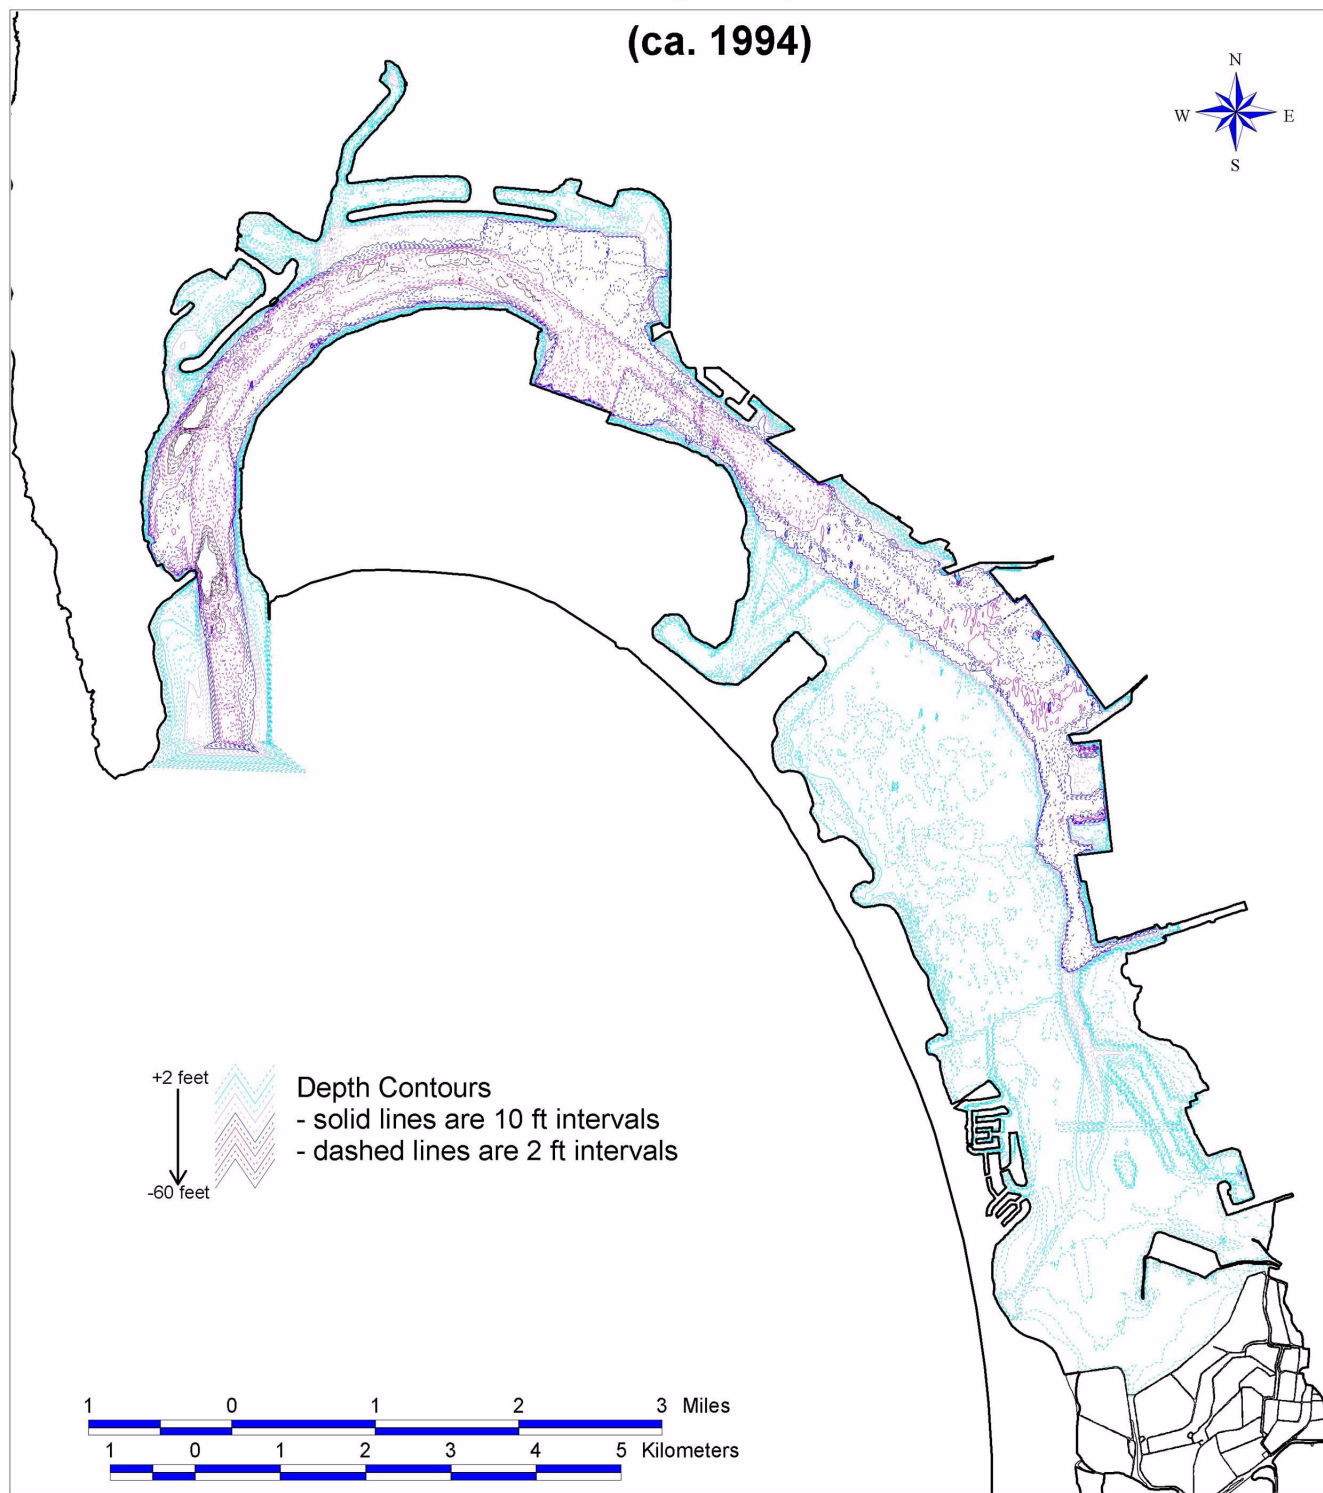 (ca. 1994)
N
W E
S
+2 feet
-60 feet
Depth Contours
- solid lines are 10 ft intervals
- dashed lines are 2 ft intervals
1 0 1 2 3 Miles
1 0 1 2 3 4 5 Kilometers